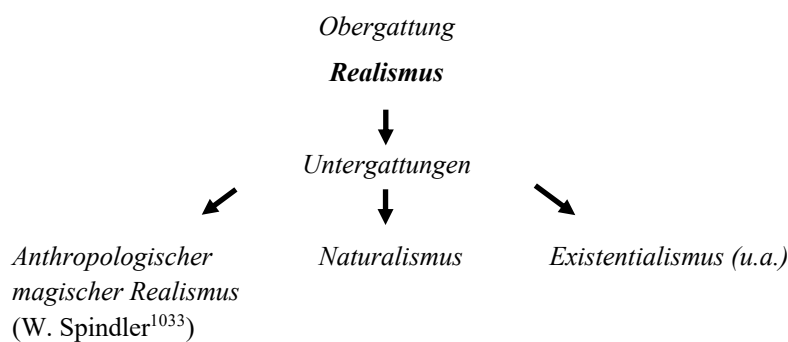 Obergattung
Realismus
Untergattungen
Anthropologischer
magischer Realismus
(W. Spindler1033)
Naturalismus
Existentialismus (u.a.)